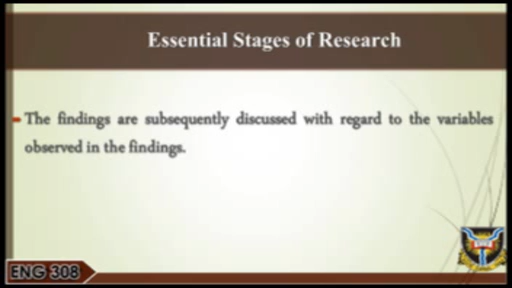 Essential Stages of Research
The findings are subsequently discussed with regard to the variables
observed in the findings.
ENG 308